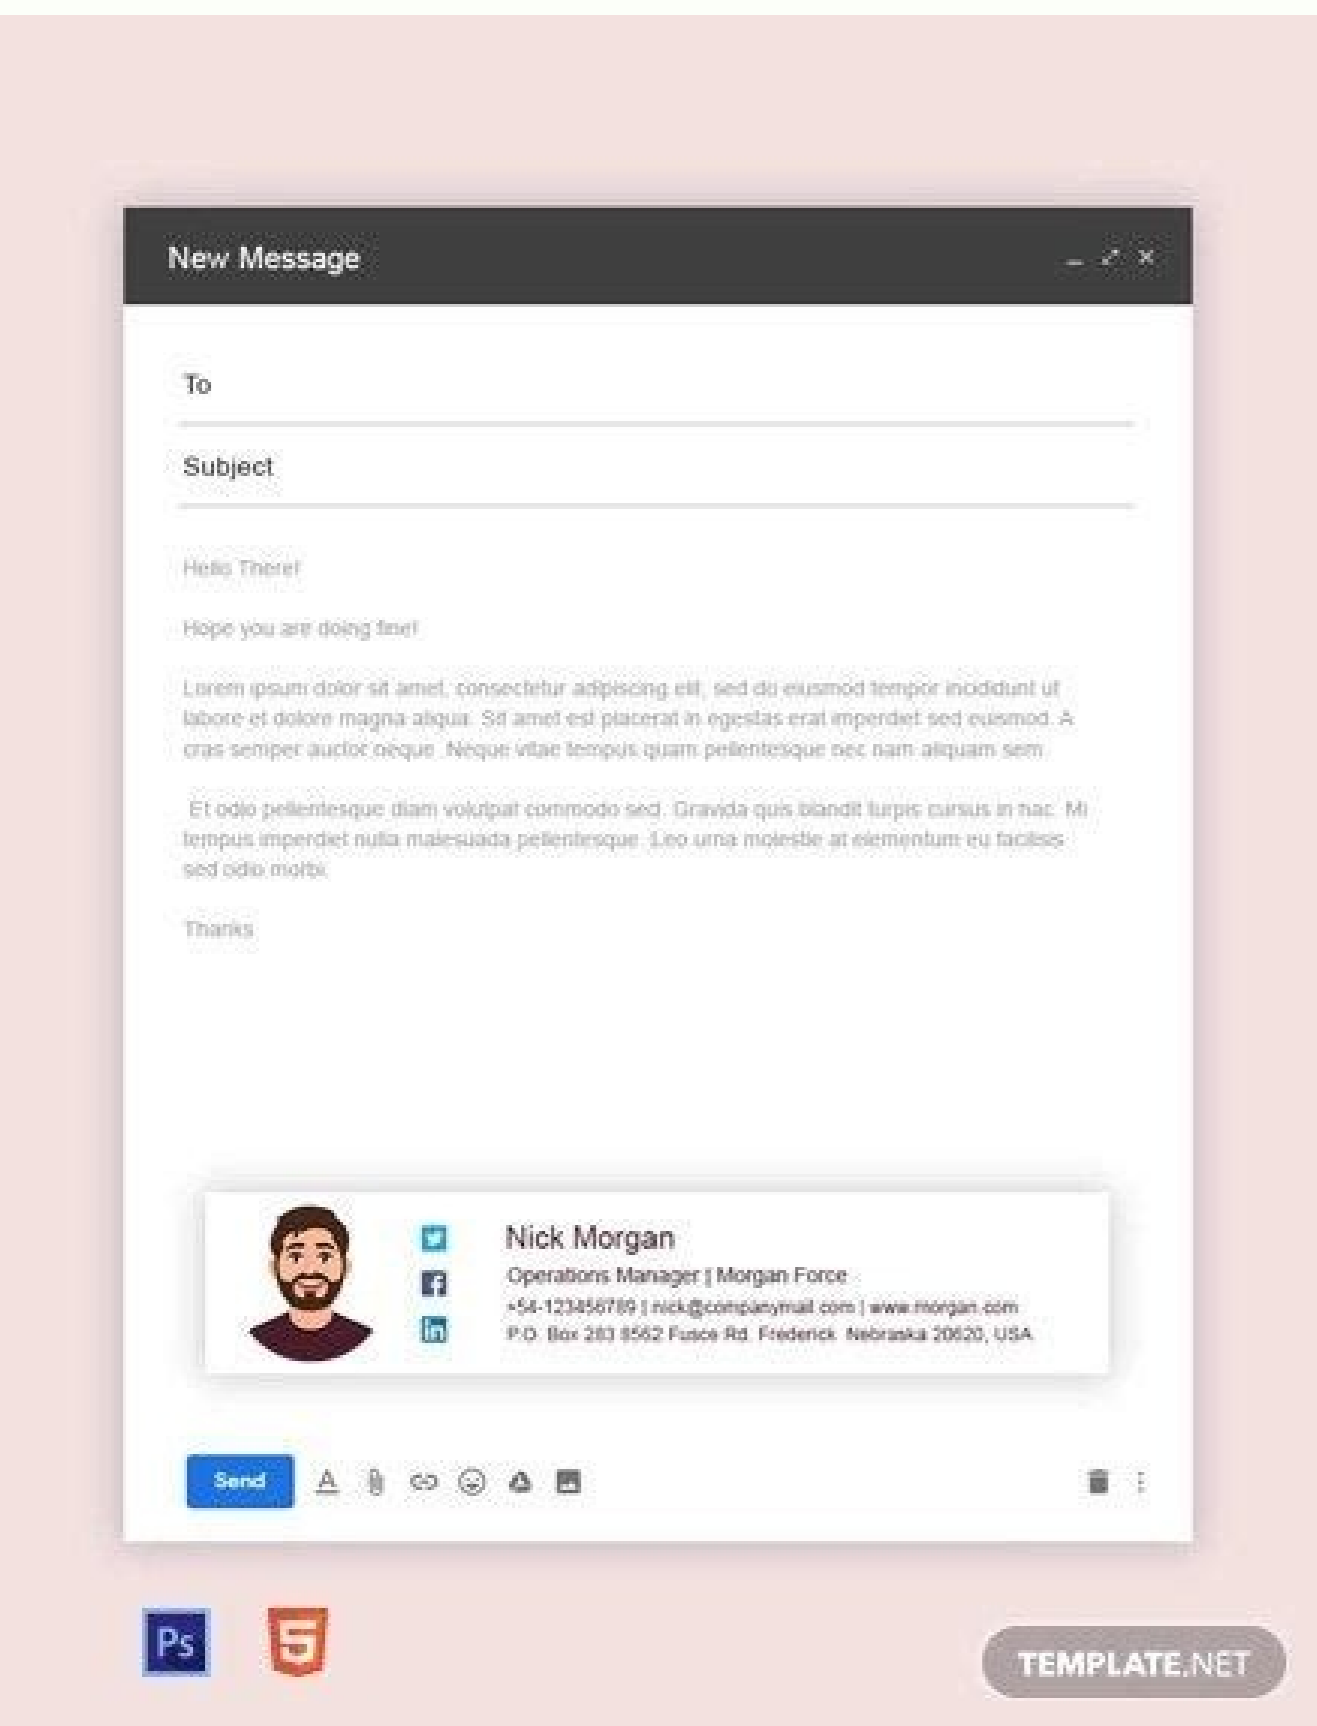 New Message
To
Subject
Hello There!
Hope you are doing fine!
Lorem ipsum dolor sit amet, consectetur adipiscing elit, sed do eiusmod tempor incididunt ut
labore et dolore magna aliqua. Sit amet est placerat in egestas erat imperdiet sed euismod. A
cras semper auctor neque. Neque vitae tempus quam pellentesque nec nam aliquam sem.
Et odio pellentesque diam volutpat commodo sed. Gravida quis blandit turpis cursus in hac. Mi
tempus imperdiet nulla malesuada pellentesque. Leo urna molestie at elementum eu facilisis
sed odio morbi.
Thanks
Nick Morgan
Operations Manager | Morgan Force
+54-123456789 | nick@companymail.com | www.morgan.com
P.O. Box 283 8562 Fusce Rd. Frederick Nebraska 20620, USA
Send
Ps
5
TEMPLATE.NET